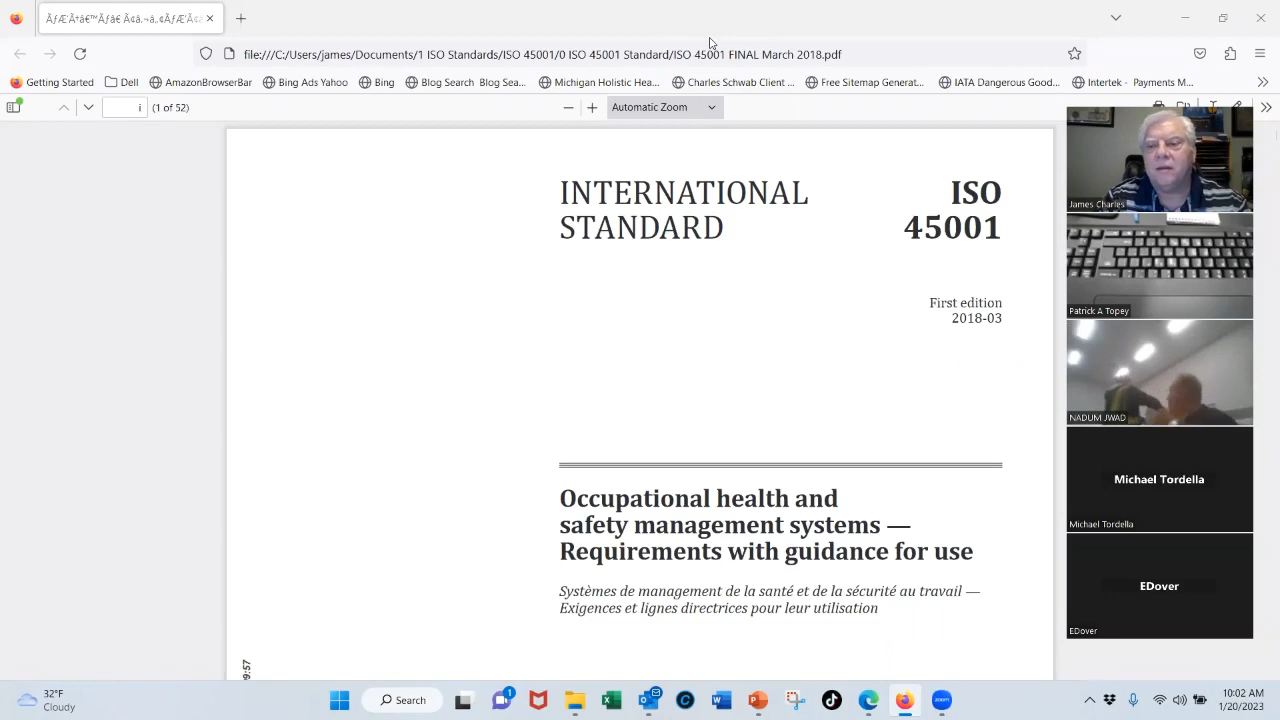 file:///C:/Users/james/Documents/1 ISO Standards/ISO 45001/0 ISO 45001 Standard/ISO 45001 FINAL March 2018.pdf
Getting Started
Dell
AmazonBrowserBar
Bing Ads Yahoo
Bing
Blog Search Blog Sea...
Michigan Holistic Hea...
Charles Schwab Client ...
Free Sitemap Generat...
IATA Dangerous Good...
Intertek - Payments M...
i (1 of 52)
Automatic Zoom
INTERNATIONAL
STANDARD
ISO
45001
First edition
2018-03
Occupational health and
safety management systems —
Requirements with guidance for use
Systèmes de management de la santé et de la sécurité au travail —
Exigences et lignes directrices pour leur utilisation
James Charles
Patrick A Topey
NADUM JWAD
Michael Tordella
Michael Tordella
EDover
EDover
32°F
Cloudy
Search
1
zoom
10:02 AM
1/20/2023